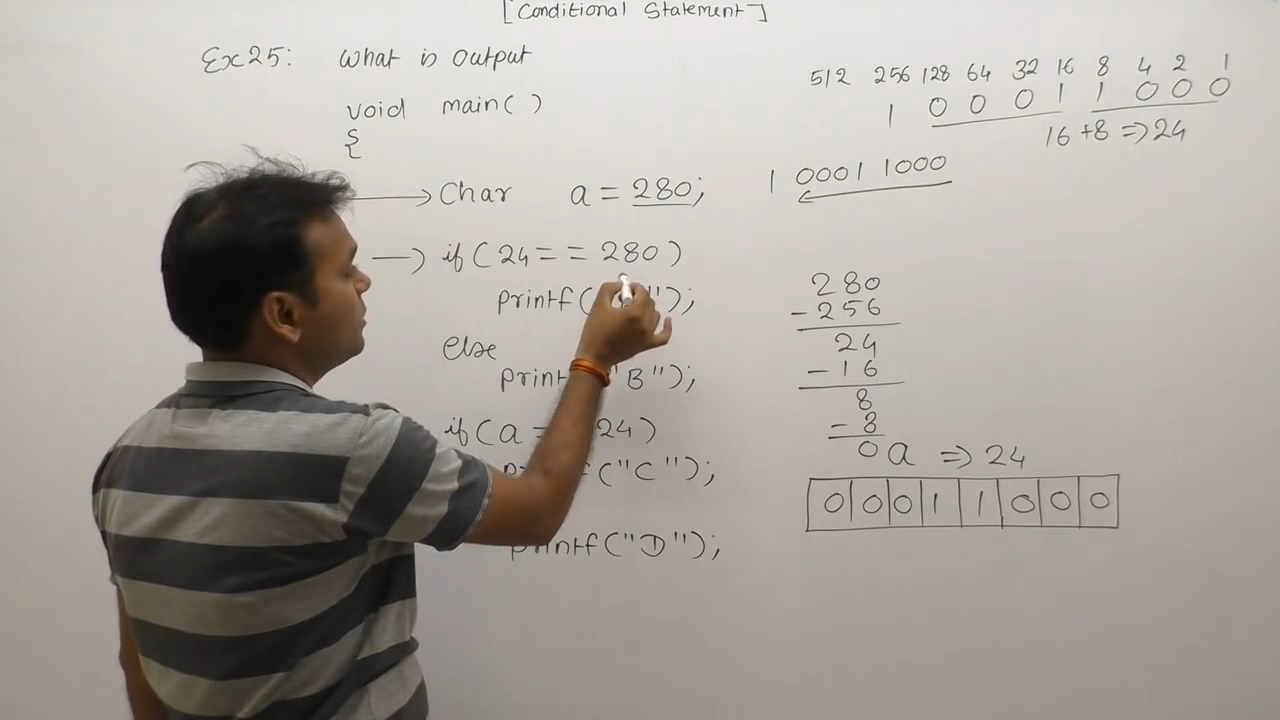 [Conditional Statement]
Ex25: What is output
void main( )
{
Char a = 280;
if( 24 = = 280 )
printf( ");
Else
"B");
if( a 24 )
("C");
printf("D");
512 256 128 64 32 16 8 4 2 1
1 0 0 0 1 1 0 0 0
16 +8 => 24
1 0001 1000
280
- 256
24
- 16
8
- 8
0
a => 24
0 0 0 1 1 0 0 0